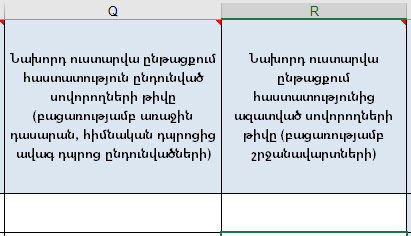 Q
R
Նախորդ ուստարվա ընթացքում
հաստատություն ընդունված
սովորողների թիվը
(բացառությամբ առաջին
դասարան, հիմնական դպրոցից
ավագ դպրոց ընդունվածների)
Նախորդ ուստարվա
ընթացքում
հաստատությունից
ազատված սովորողների
թիվը (բացառությամբ
շրջանավարտների)